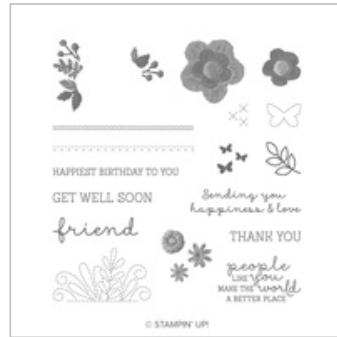 HAPPIEST BIRTHDAY TO YOU
GET WELL SOON
Sending you
happiness & love
friend
THANK YOU
people
LIKE you
MAKE THE world
A BETTER PLACE
© STAMPIN' UP!